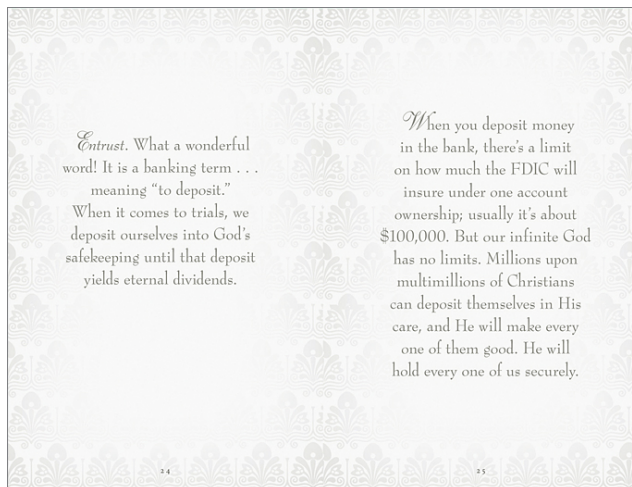 Entrust. What a wonderful
word! It is a banking term . . .
meaning “to deposit.”
When it comes to trials, we
deposit ourselves into God’s
safekeeping until that deposit
yields eternal dividends.
24
When you deposit money
in the bank, there’s a limit
on how much the FDIC will
insure under one account
ownership; usually it’s about
$100,000. But our infinite God
has no limits. Millions upon
multimillions of Christians
can deposit themselves in His
care, and He will make every
one of them good. He will
hold every one of us securely.
25